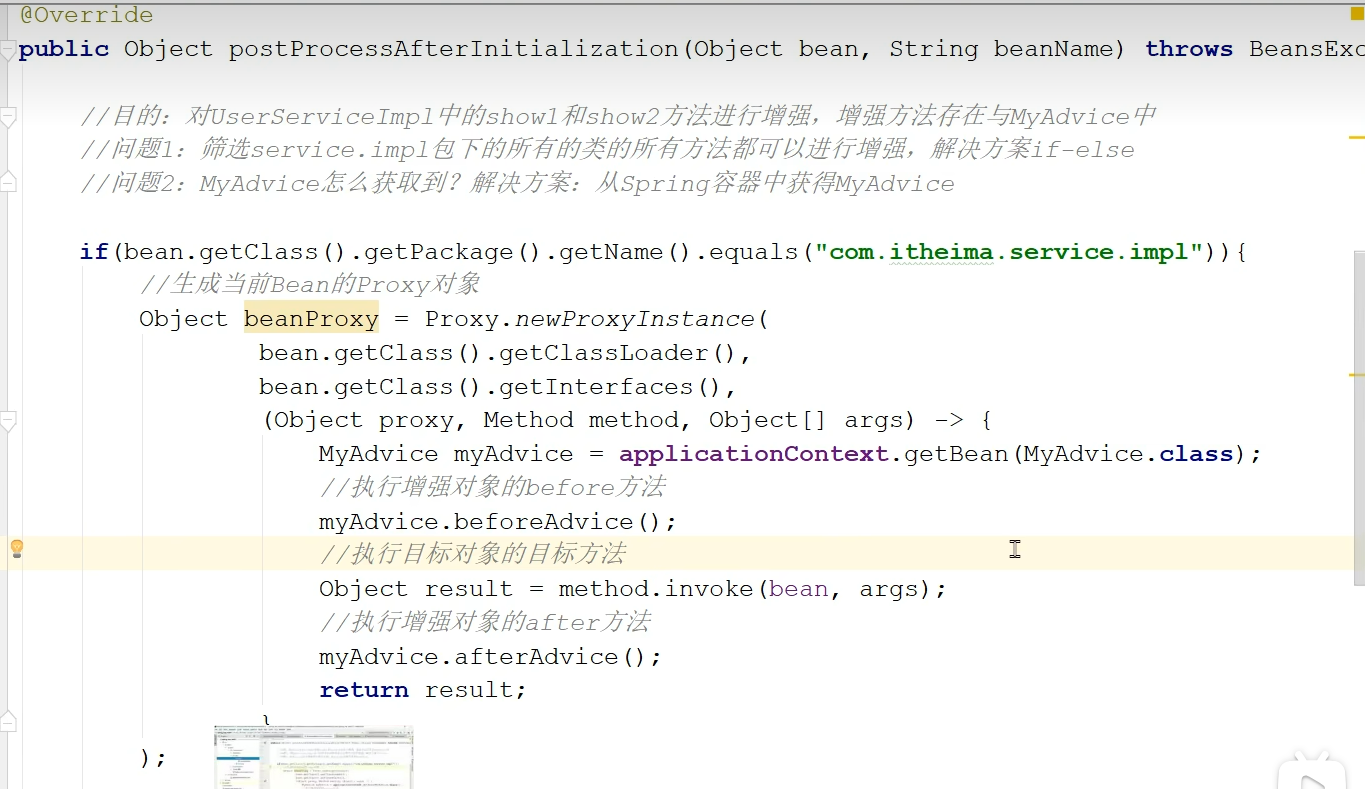 @Override
public Object postProcessAfterInitialization(Object bean, String beanName) throws BeansExc
//目的：对UserServiceImpl中的show1和show2方法进行增强，增强方法存在与MyAdvice中
//问题1：筛选service.impl包下的所有的类的所有方法都可以进行增强，解决方案if-else
//问题2：MyAdvice怎么获取到？解决方案：从Spring容器中获得MyAdvice
if(bean.getClass().getPackage().getName().equals("com.itheima.service.impl")){
//生成当前Bean的Proxy对象
Object beanProxy = Proxy.newProxyInstance(
bean.getClass().getClassLoader(),
bean.getClass().getInterfaces(),
(Object proxy, Method method, Object[] args) -> {
MyAdvice myAdvice = applicationContext.getBean(MyAdvice.class);
//执行增强对象的before方法
myAdvice.beforeAdvice();
//执行目标对象的目标方法
Object result = method.invoke(bean, args);
//执行增强对象的after方法
myAdvice.afterAdvice();
return result;
}
);